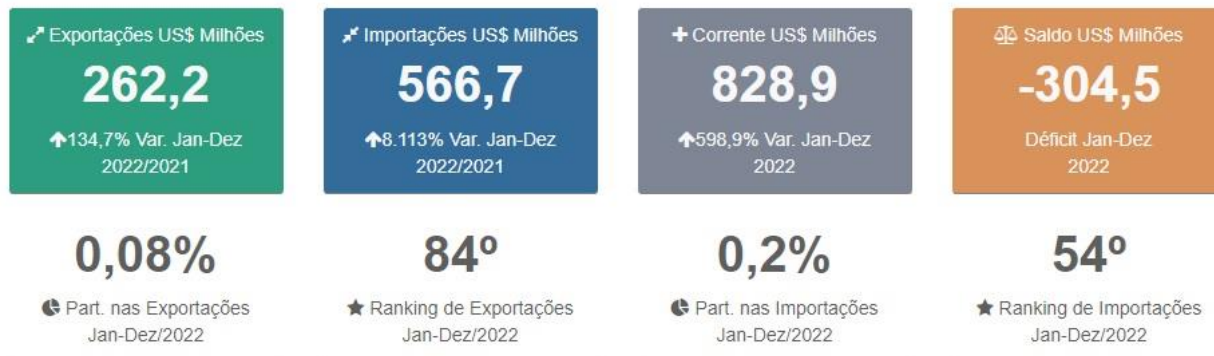 Exportações US$ Milhões
262,2
134,7% Var. Jan-Dez
2022/2021
Importações US$ Milhões
566,7
8.113% Var. Jan-Dez
2022/2021
Corrente US$ Milhões
828,9
598,9% Var. Jan-Dez
2022
Saldo US$ Milhões
-304,5
Déficit Jan-Dez
2022
0,08%
Part. nas Exportações
Jan-Dez/2022
84º
Ranking de Exportações
Jan-Dez/2022
0,2%
Part. nas Importações
Jan-Dez/2022
54º
Ranking de Importações
Jan-Dez/2022